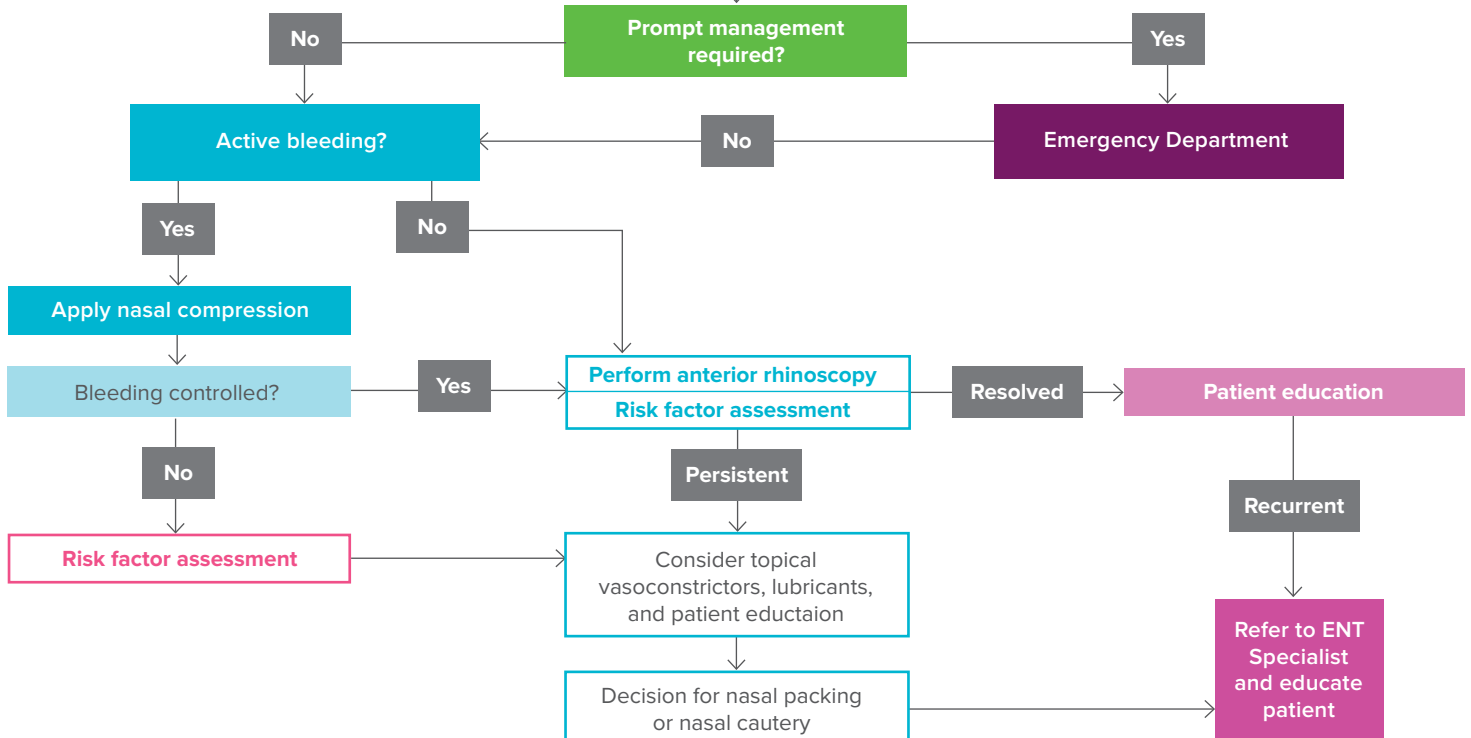 No
Prompt management
required?
Yes
Active bleeding?
No
Emergency Department
Yes
No
Apply nasal compression
Bleeding controlled?
Yes
Perform anterior rhinoscopy
Risk factor assessment
Resolved
Patient education
No
Persistent
Recurrent
Risk factor assessment
Consider topical
vasoconstrictors, lubricants,
and patient eductaion
Refer to ENT
Specialist
and educate
patient
Decision for nasal packing
or nasal cautery